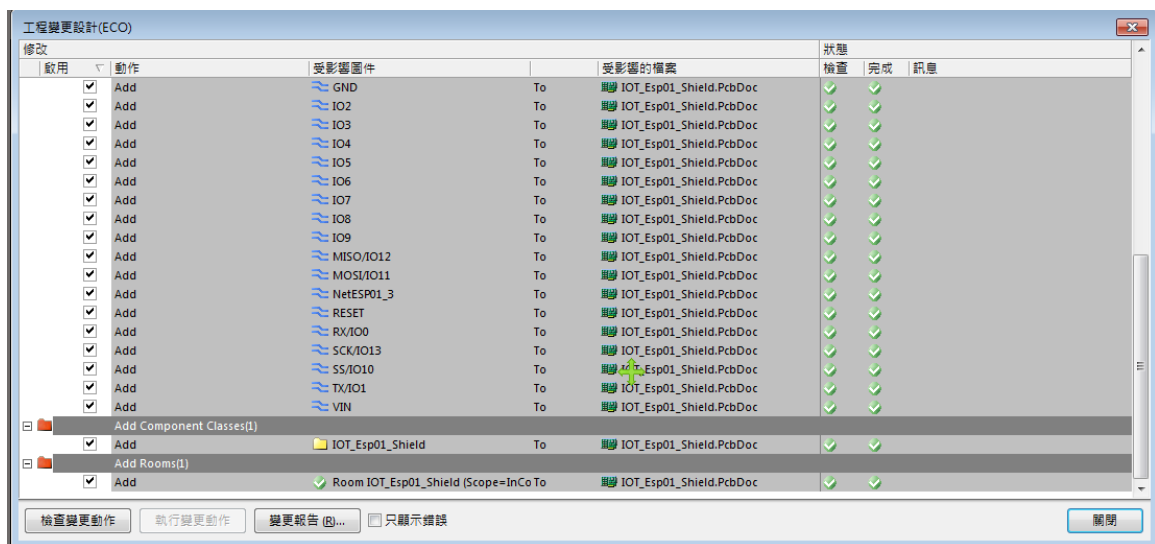 工程變更設計(ECO)
修改 狀態
啟用 動作 受影響圖件 受影響的檔案 檢查 完成 訊息
Add GND To IOT_Esp01_Shield.PcbDoc
Add IO2 To IOT_Esp01_Shield.PcbDoc
Add IO3 To IOT_Esp01_Shield.PcbDoc
Add IO4 To IOT_Esp01_Shield.PcbDoc
Add IO5 To IOT_Esp01_Shield.PcbDoc
Add IO6 To IOT_Esp01_Shield.PcbDoc
Add IO7 To IOT_Esp01_Shield.PcbDoc
Add IO8 To IOT_Esp01_Shield.PcbDoc
Add IO9 To IOT_Esp01_Shield.PcbDoc
Add MISO/IO12 To IOT_Esp01_Shield.PcbDoc
Add MOSI/IO11 To IOT_Esp01_Shield.PcbDoc
Add NetESP01_3 To IOT_Esp01_Shield.PcbDoc
Add RESET To IOT_Esp01_Shield.PcbDoc
Add RX/IO0 To IOT_Esp01_Shield.PcbDoc
Add SCK/IO13 To IOT_Esp01_Shield.PcbDoc
Add SS/IO10 To IOT_Esp01_Shield.PcbDoc
Add TX/IO1 To IOT_Esp01_Shield.PcbDoc
Add VIN To IOT_Esp01_Shield.PcbDoc
Add Component Classes(1)
Add IOT_Esp01_Shield To IOT_Esp01_Shield.PcbDoc
Add Rooms(1)
Add Room IOT_Esp01_Shield (Scope=InCo To IOT_Esp01_Shield.PcbDoc
檢查變更動作 執行變更動作 變更報告 (R)... 只顯示錯誤 關閉